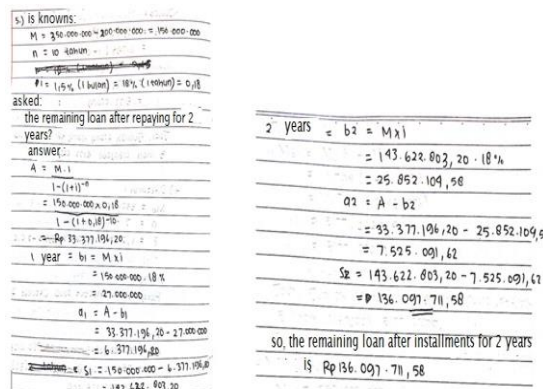 5.) is knowns:
M = 350.000.000 - 200.000.000 = 150.000.000
n = 10 tahun
i = 1,5% (1 bulan) = 18% (1 tahun) = 0,18
asked:
the remaining loan after repaying for 2
years?
answer:
A = M.i
1-(1+i)⁻ⁿ
= 150.000.000 x 0,18
1-(1+0,18)⁻¹⁰
= Rp 33.377.196,20
1 year = b1 = M x i
= 150.000.000 . 18%
= 27.000.000
a1 = A - b1
= 33.377.196,20 - 27.000.000
= 6.377.196,20
S1 = 150.000.000 - 6.377.196,20
= 143.622.803,20
2 years = b2 = M x i
= 143.622.803,20 . 18%
= 25.852.104,58
a2 = A - b2
= 33.377.196,20 - 25.852.104,5
= 7.525.091,62
S2 = 143.622.803,20 - 7.525.091,62
= 136.097.711,58
so, the remaining loan after installments for 2 years
is Rp 136.097.711,58